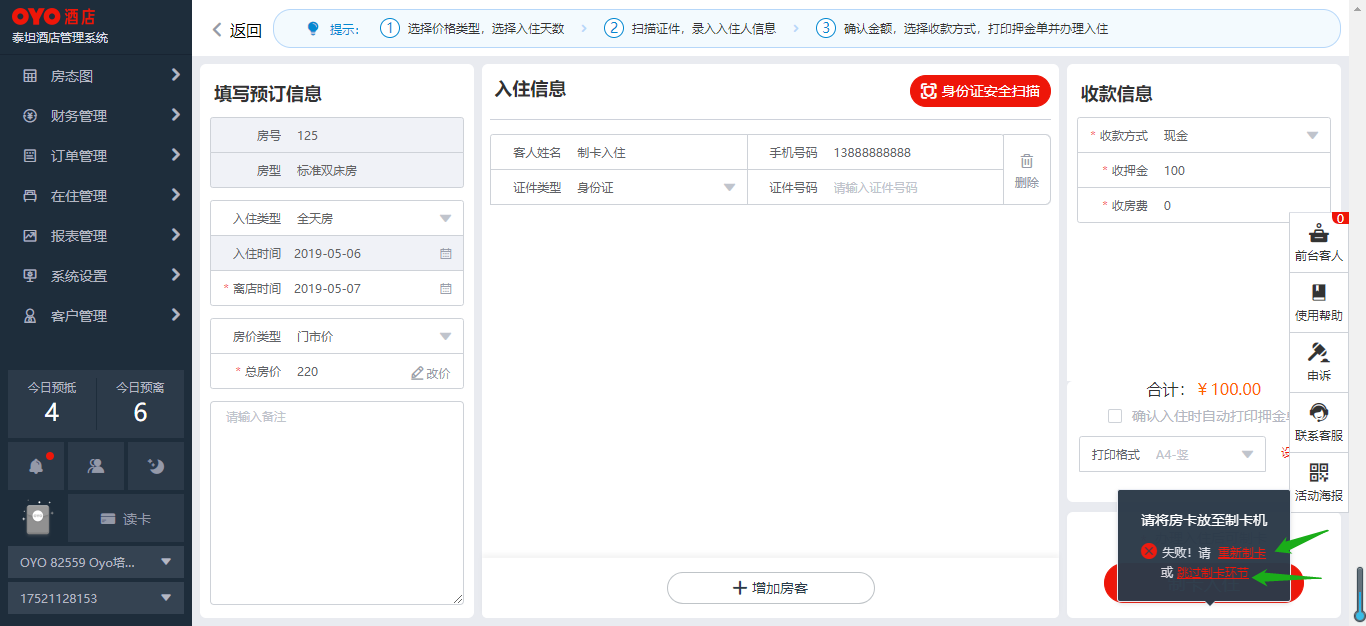 OYO 酒店
泰坦酒店管理系统
房态图
财务管理
订单管理
在住管理
报表管理
系统设置
客户管理
今日预抵
4
今日预离
6
读卡
OYO 82559 Oyo培...
17521128153
返回
提示:
1 选择价格类型，选择入住天数
2 扫描证件，录入入住人信息
3 确认金额，选择收款方式，打印押金单并办理入住
填写预订信息
房号 125
房型 标准双床房
入住类型 全天房
入住时间 2019-05-06
* 离店时间 2019-05-07
房价类型 门市价
* 总房价 220 改价
请输入备注
入住信息
身份证安全扫描
客人姓名 制卡入住
手机号码 13888888888
证件类型 身份证
证件号码 请输入证件号码
删除
增加房客
收款信息
* 收款方式 现金
* 收押金 100
* 收房费 0
合计: ¥ 100.00
确认入住时自动打印押金
打印格式 A4-竖
请将房卡放至制卡机
失败！请 重新制卡
或 跳过制卡环节
0
前台客人
使用帮助
申诉
联系客服
活动海报